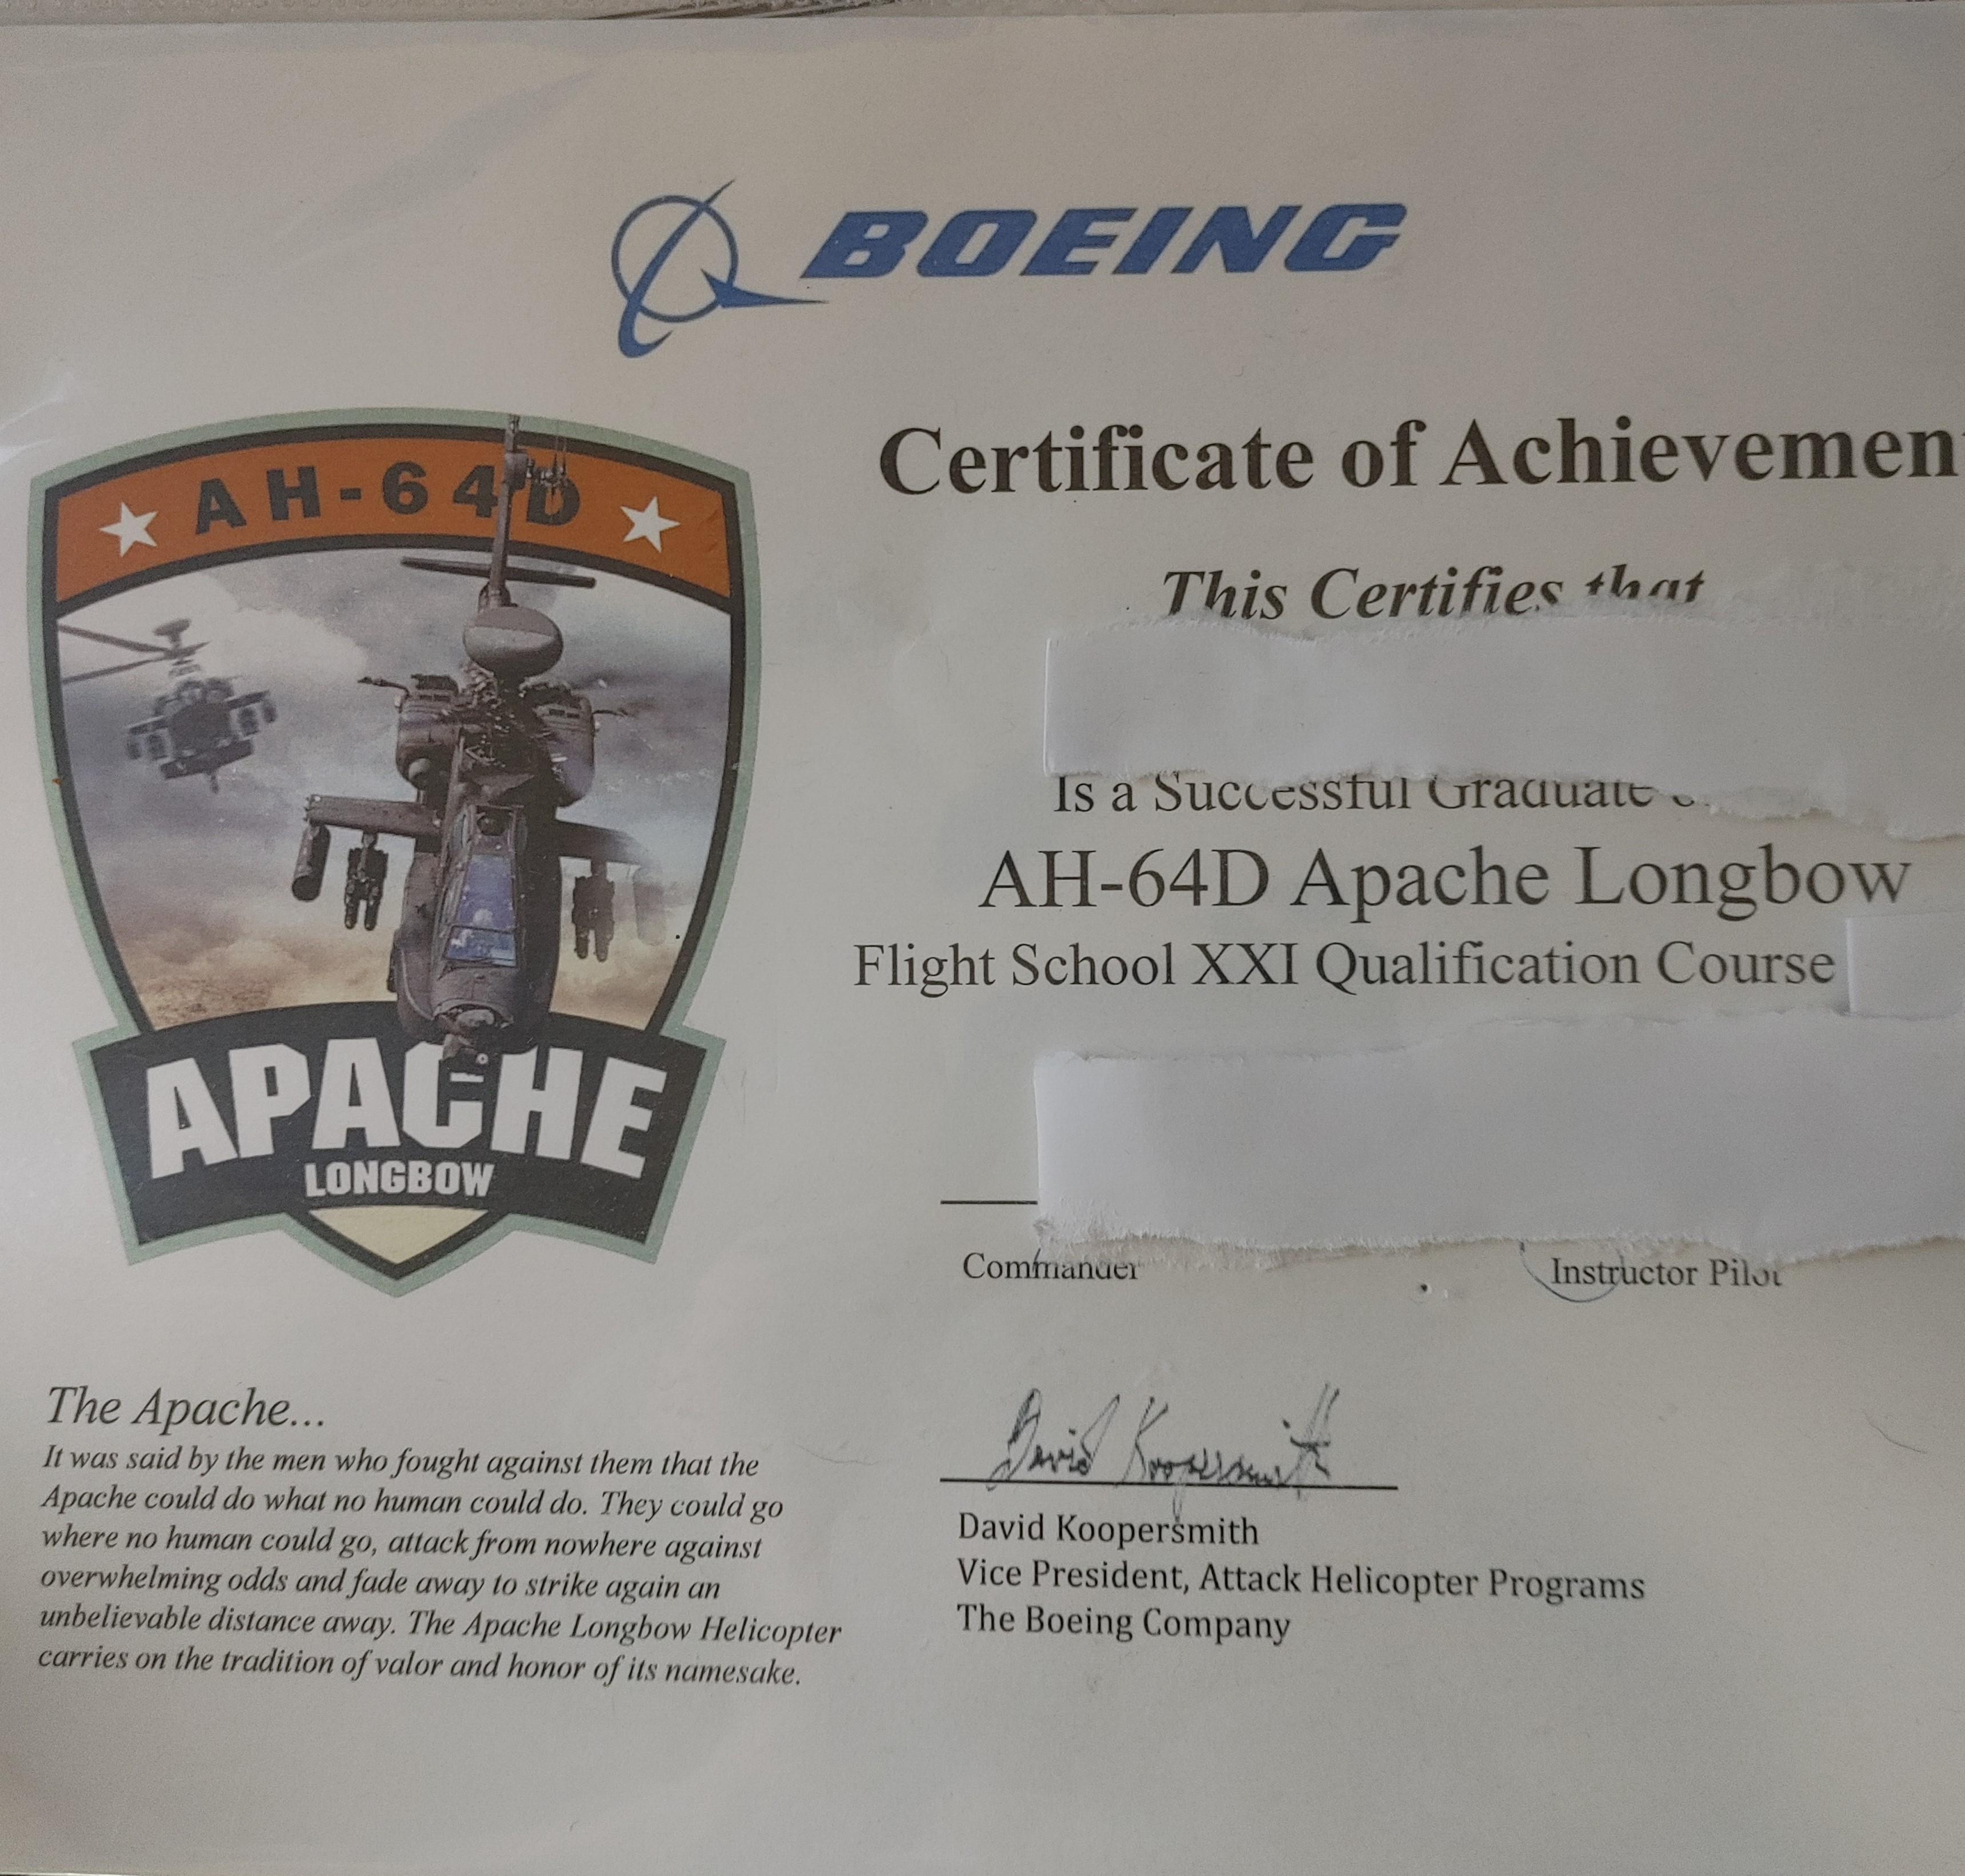 BOEING
AH-64D
APACHE
LONGBOW
Certificate of Achievemen
This Certifies that
Is a Successful Graduate
AH-64D Apache Longbow
Flight School XXI Qualification Course
Commander
Instructor Pilot
The Apache...
It was said by the men who fought against them that the
Apache could do what no human could do. They could go
where no human could go, attack from nowhere against
overwhelming odds and fade away to strike again an
unbelievable distance away. The Apache Longbow Helicopter
carries on the tradition of valor and honor of its namesake.
David Koopersmith
David Koopersmith
Vice President, Attack Helicopter Programs
The Boeing Company